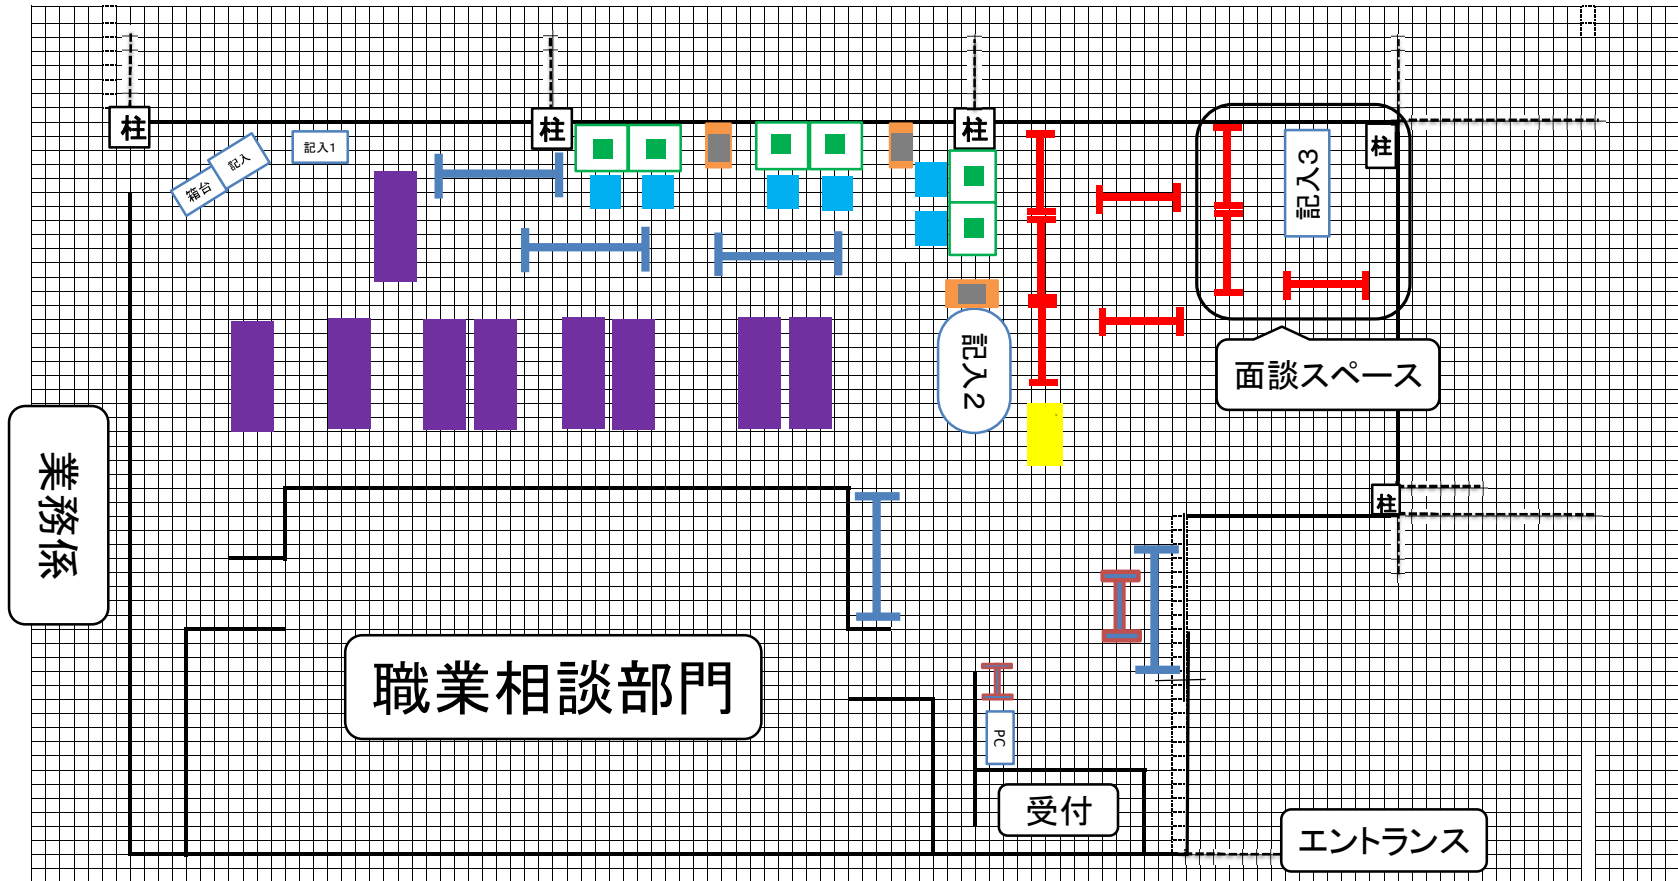 柱
柱
柱
柱
記入
箱台
記入1
記入3
記入2
面談スペース
業務係
柱
職業相談部門
PC
受付
エントランス